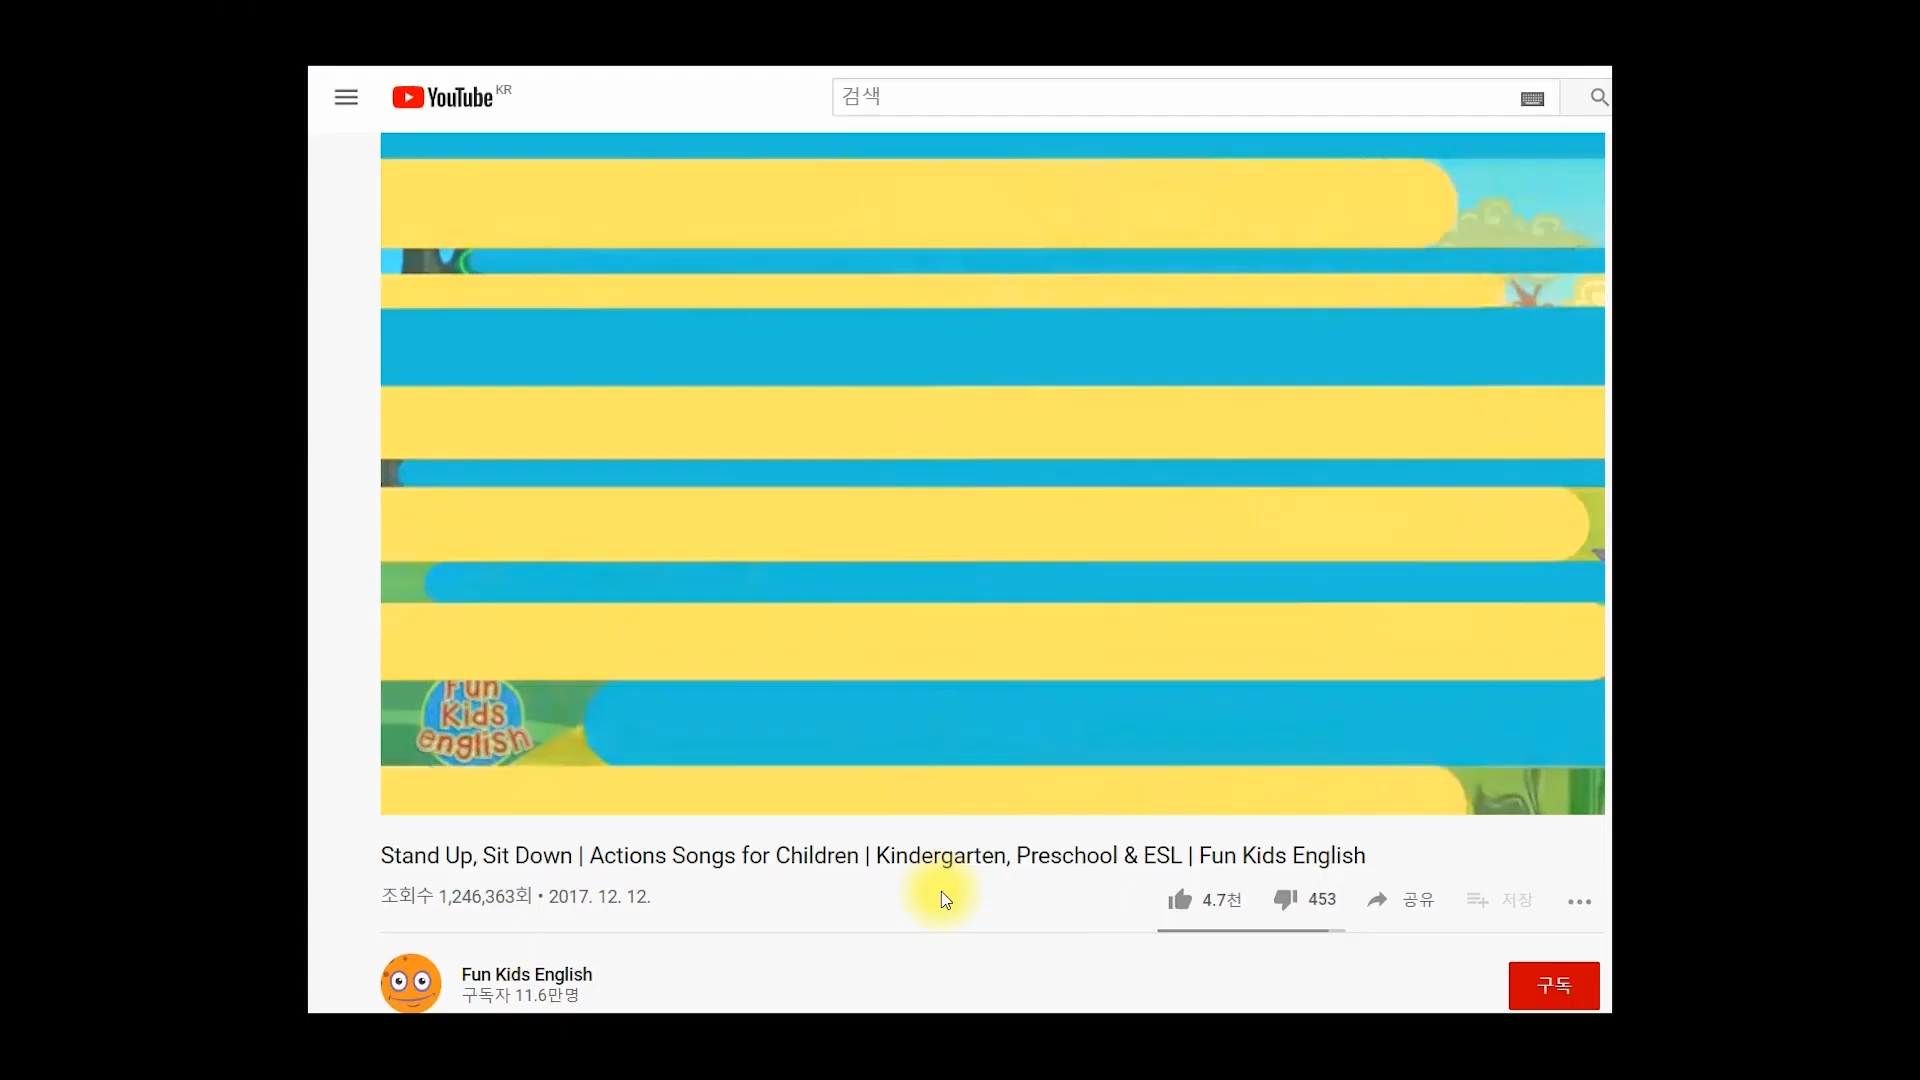 YouTube KR
검색
Fun
Kids
english
Stand Up, Sit Down | Actions Songs for Children | Kindergarten, Preschool & ESL | Fun Kids English
조회수 1,246,363회 • 2017. 12. 12.
4.7천 453 공유 저장
Fun Kids English
구독자 11.6만명
구독